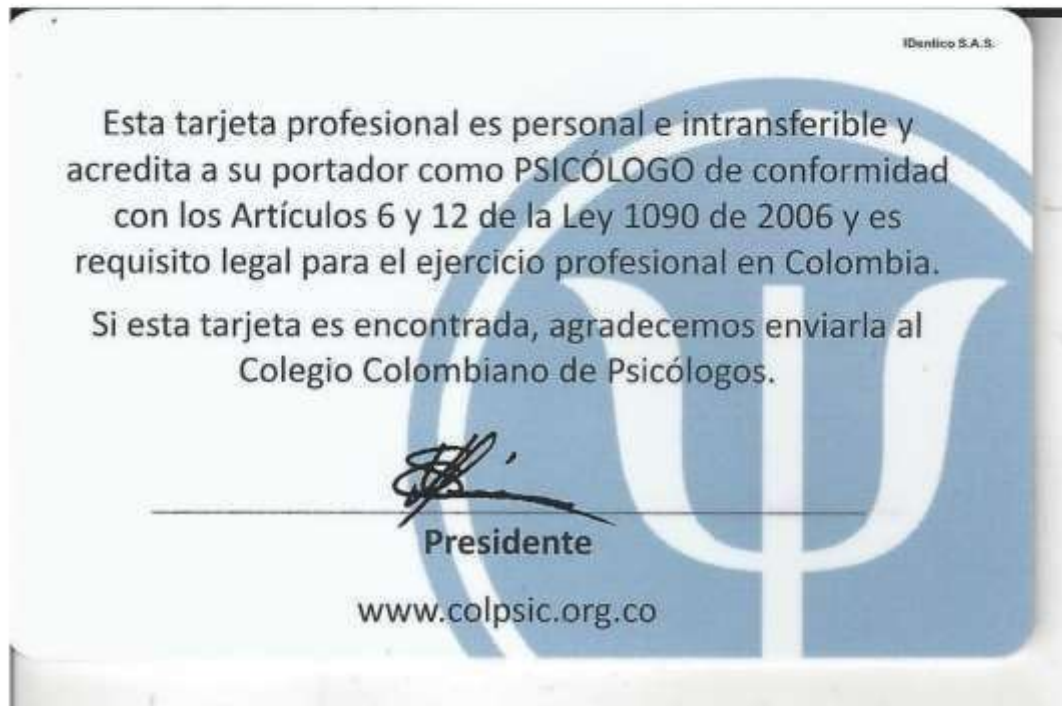 IDentico S.A.S.
Esta tarjeta profesional es personal e intransferible y
acredita a su portador como PSICÓLOGO de conformidad
con los Artículos 6 y 12 de la Ley 1090 de 2006 y es
requisito legal para el ejercicio profesional en Colombia.
Si esta tarjeta es encontrada, agradecemos enviarla al
Colegio Colombiano de Psicólogos.
Presidente
www.colpsic.org.co